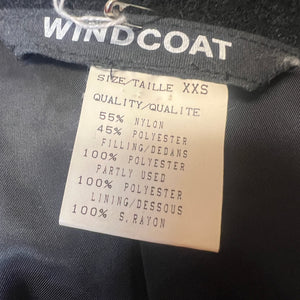 WINDCOAT
SIZE/TAILLE XXS
QUALITY/QUALITE
55% NYLON
45% POLYESTER
FILLING/DEDANS
100% POLYESTER
PARTLY USED
100% POLYESTER
LINING/DESSOUS
100% S.RAYON